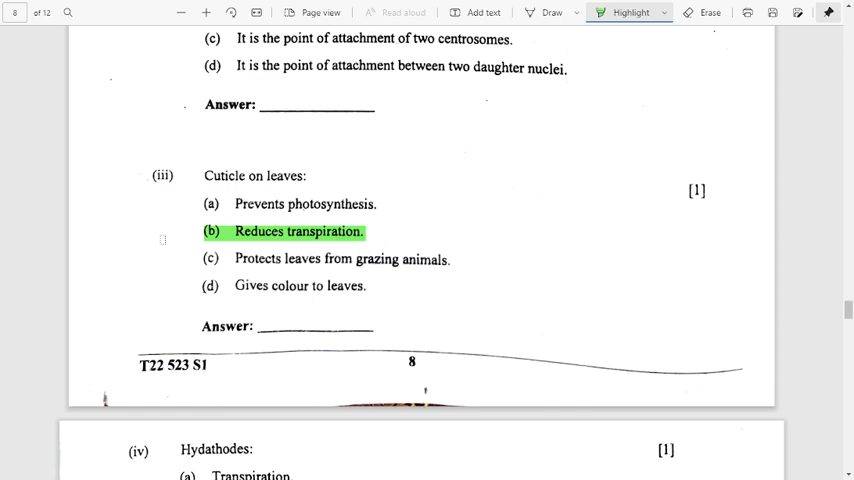 8 of 12 Page view Read aloud Add text Draw Highlight Erase
(c) It is the point of attachment of two centrosomes.
(d) It is the point of attachment between two daughter nuclei.
Answer:
(iii) Cuticle on leaves: [1]
(a) Prevents photosynthesis.
(b) Reduces transpiration.
(c) Protects leaves from grazing animals.
(d) Gives colour to leaves.
Answer:
T22 523 S1 8
(iv) Hydathodes: [1]
(a) Transpiration.